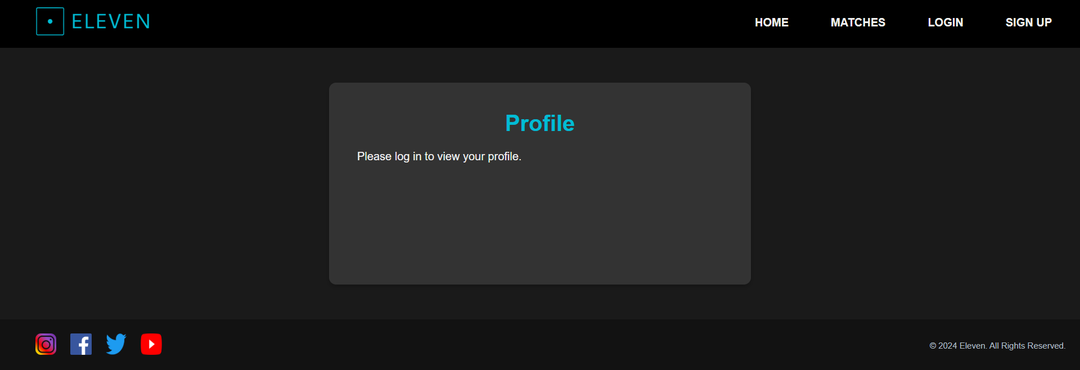 ELEVEN
HOME MATCHES LOGIN SIGN UP
Profile
Please log in to view your profile.
© 2024 Eleven. All Rights Reserved.